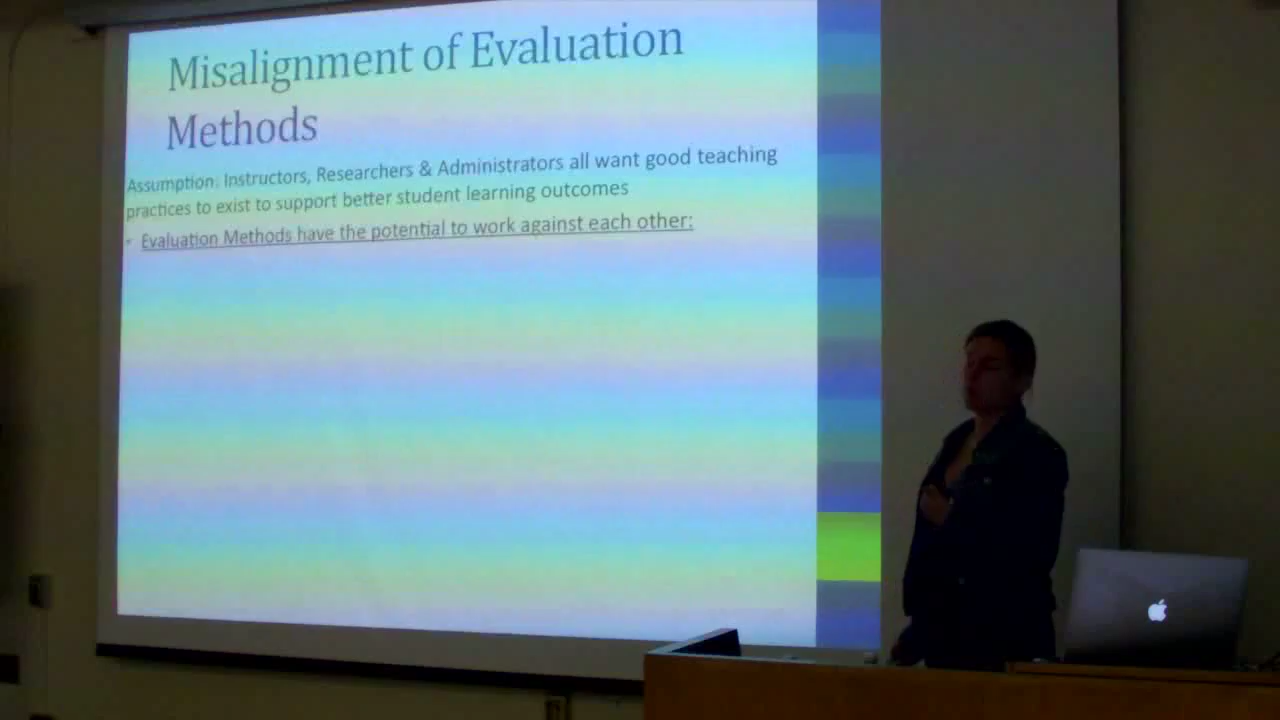 Misalignment of Evaluation
Methods
Assumption: Instructors, Researchers & Administrators all want good teaching
practices to exist to support better student learning outcomes
• Evaluation Methods have the potential to work against each other: